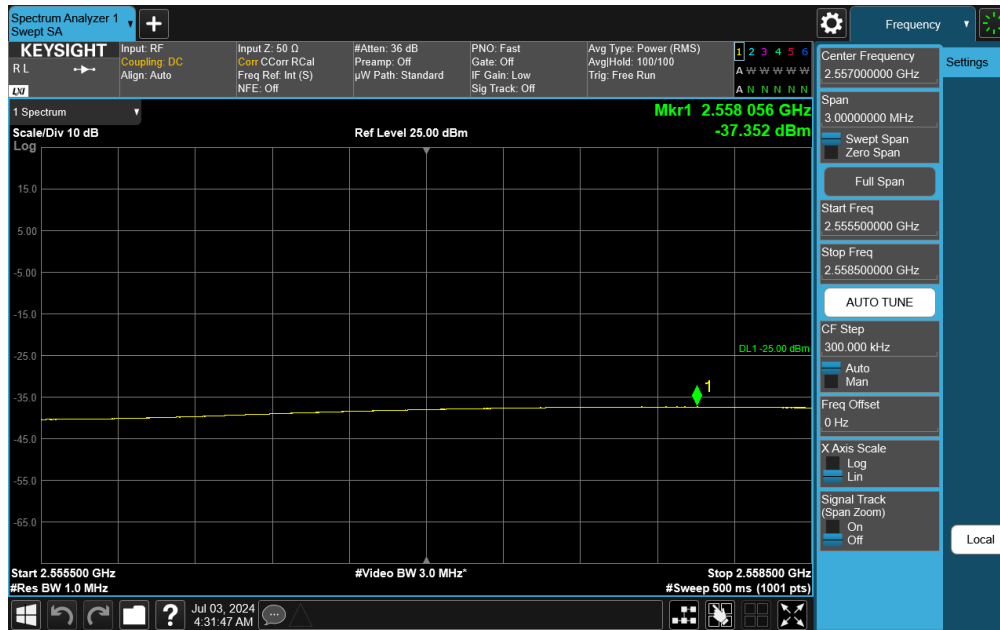 Spectrum Analyzer 1
Swept SA
Frequency
KEYSIGHT
R L
LXI
Input: RF
Coupling: DC
Align: Auto
Input Z: 50 Ω
Corr CCorr RCal
Freq Ref: Int (S)
NFE: Off
#Atten: 36 dB
Preamp: Off
µW Path: Standard
PNO: Fast
Gate: Off
IF Gain: Low
Sig Track: Off
Avg Type: Power (RMS)
Avg|Hold: 100/100
Trig: Free Run
1 2 3 4 5 6
A W W W W W
A N N N N N
1 Spectrum
Scale/Div 10 dB
Log
Ref Level 25.00 dBm
Mkr1 2.558 056 GHz
-37.352 dBm
15.0
5.00
-5.00
-15.0
-25.0
-35.0
-45.0
-55.0
-65.0
DL1 -25.00 dBm
1
Start 2.555500 GHz
#Res BW 1.0 MHz
#Video BW 3.0 MHz*
Stop 2.558500 GHz
#Sweep 500 ms (1001 pts)
Center Frequency
2.557000000 GHz
Span
3.00000000 MHz
Swept Span
Zero Span
Full Span
Start Freq
2.555500000 GHz
Stop Freq
2.558500000 GHz
AUTO TUNE
CF Step
300.000 kHz
Auto
Man
Freq Offset
0 Hz
X Axis Scale
Log
Lin
Signal Track
(Span Zoom)
On
Off
Settings
Local
?
Jul 03, 2024
4:31:47 AM